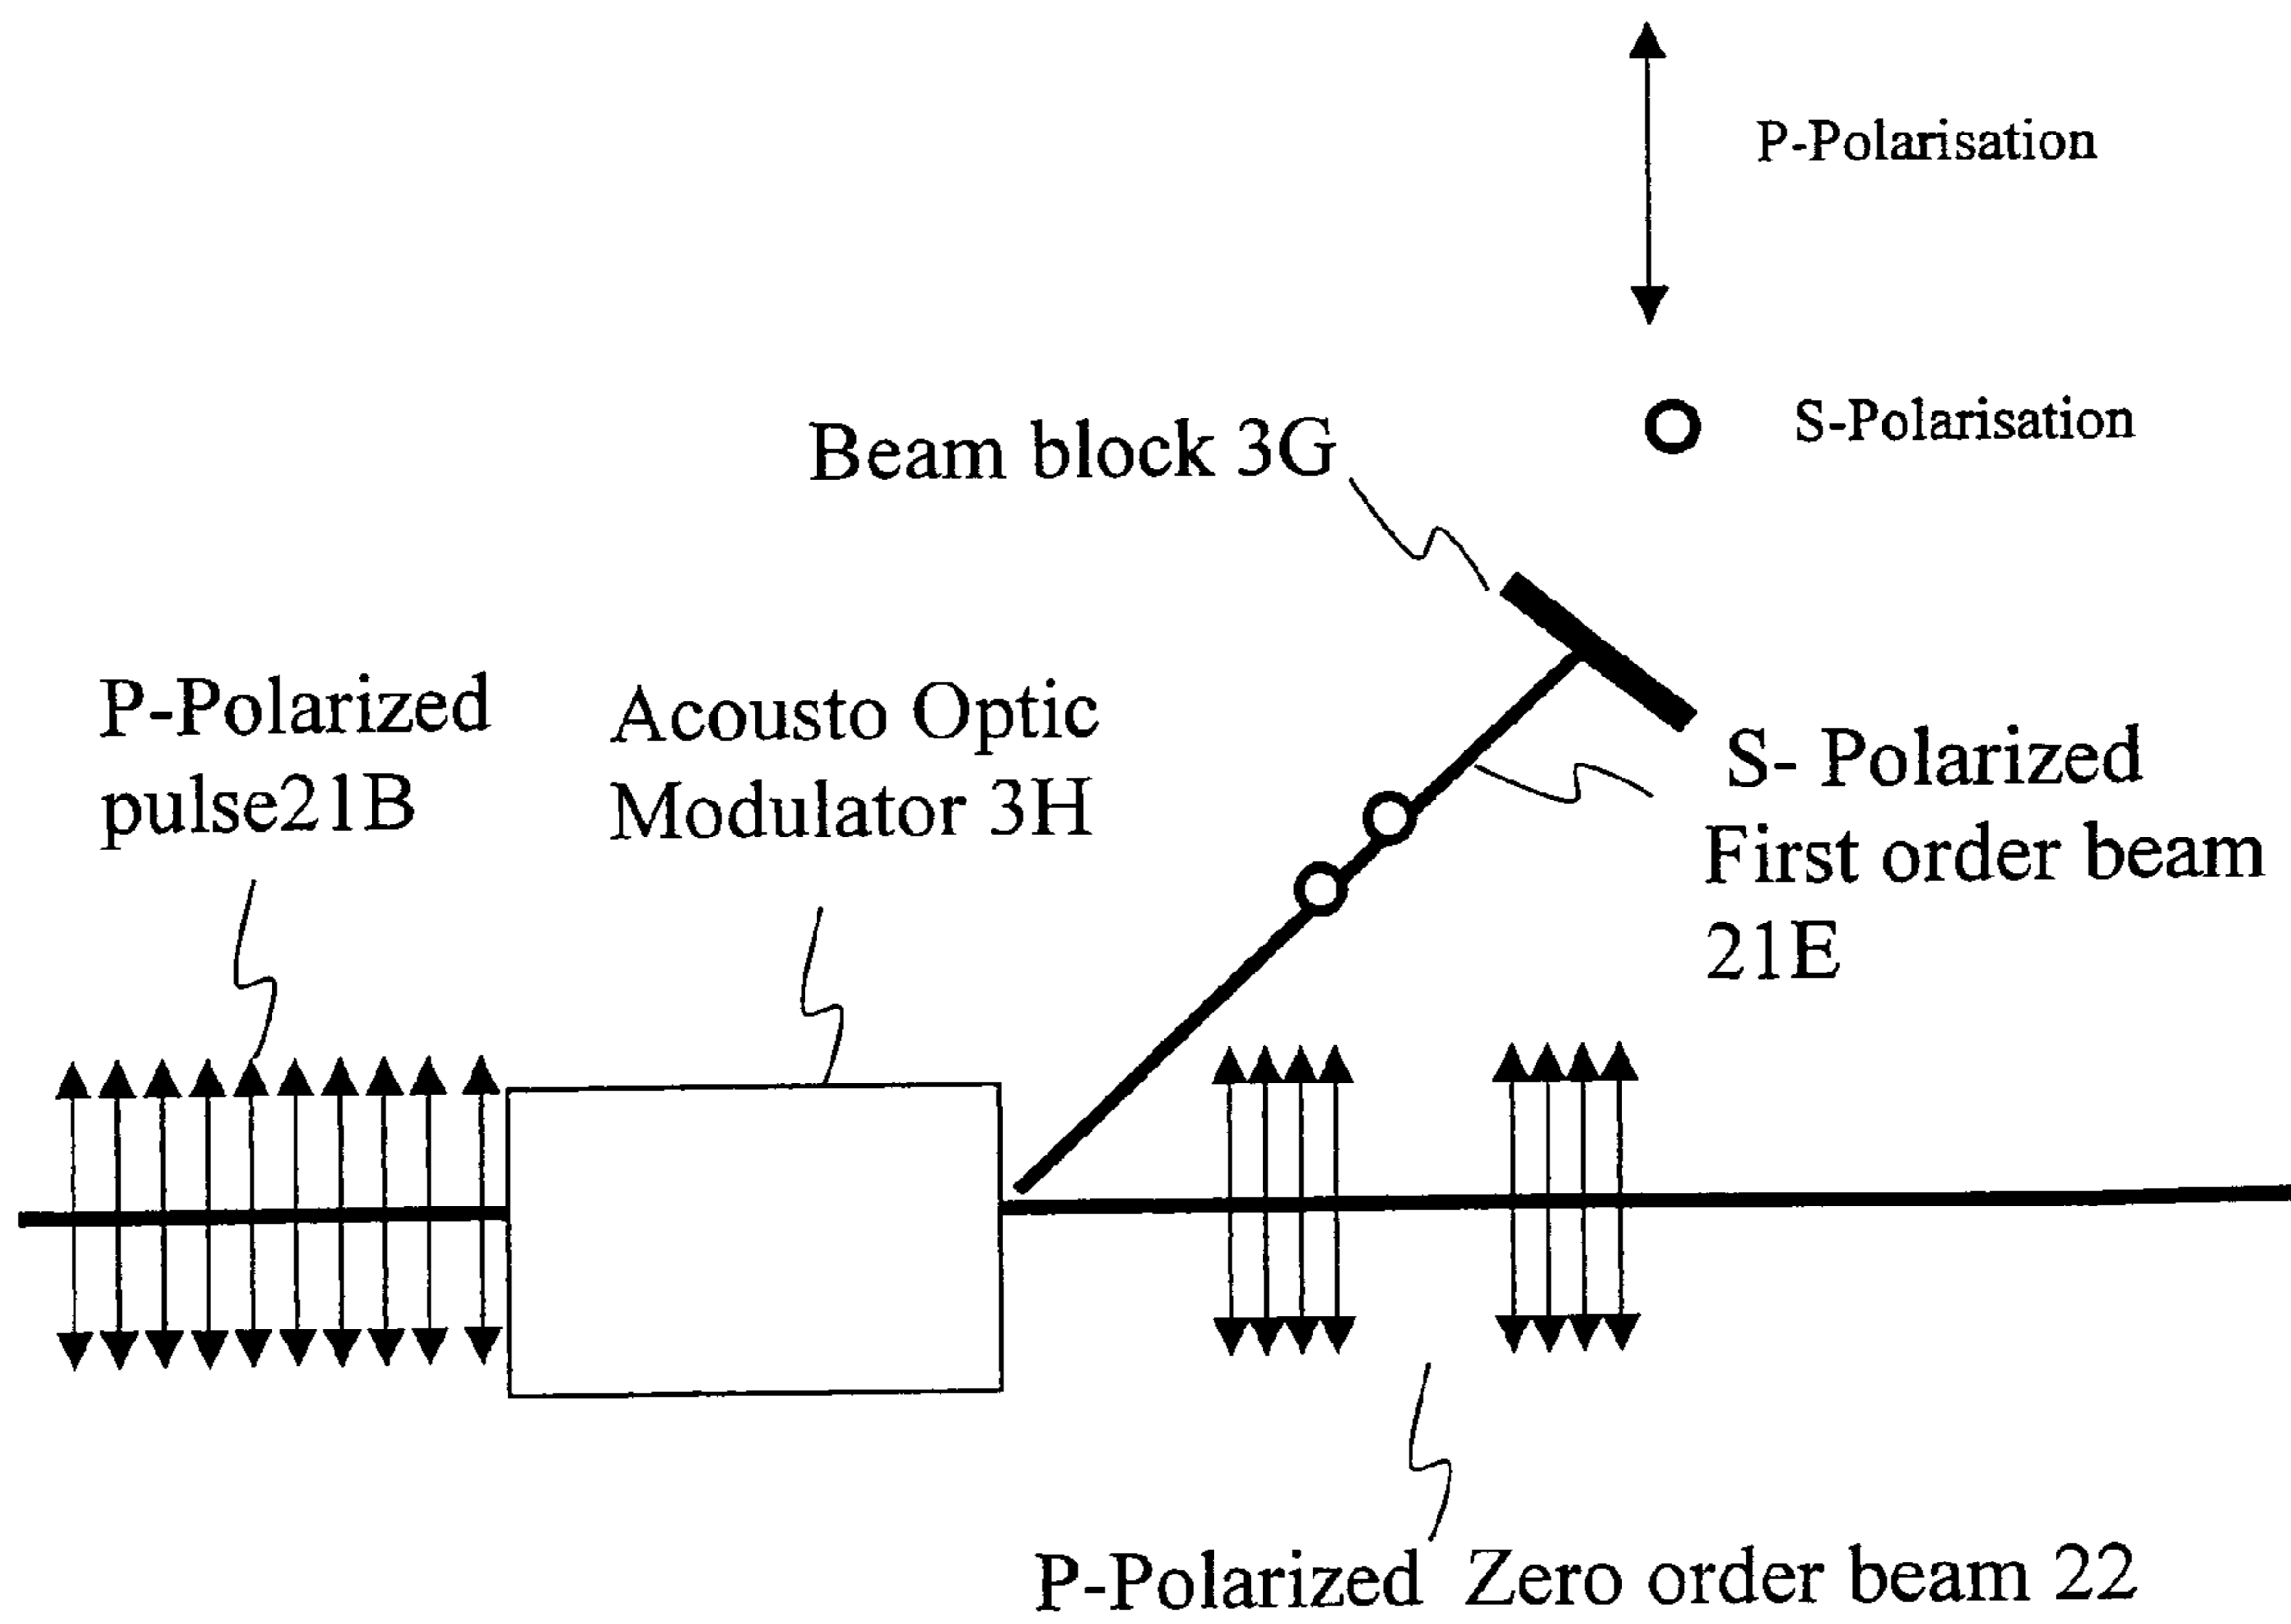 P-Polarisation
S-Polarisation
Beam block 3G
P-Polarized
pulse21B
Acousto Optic
Modulator 3H
S- Polarized
First order beam
21E
P-Polarized Zero order beam 22